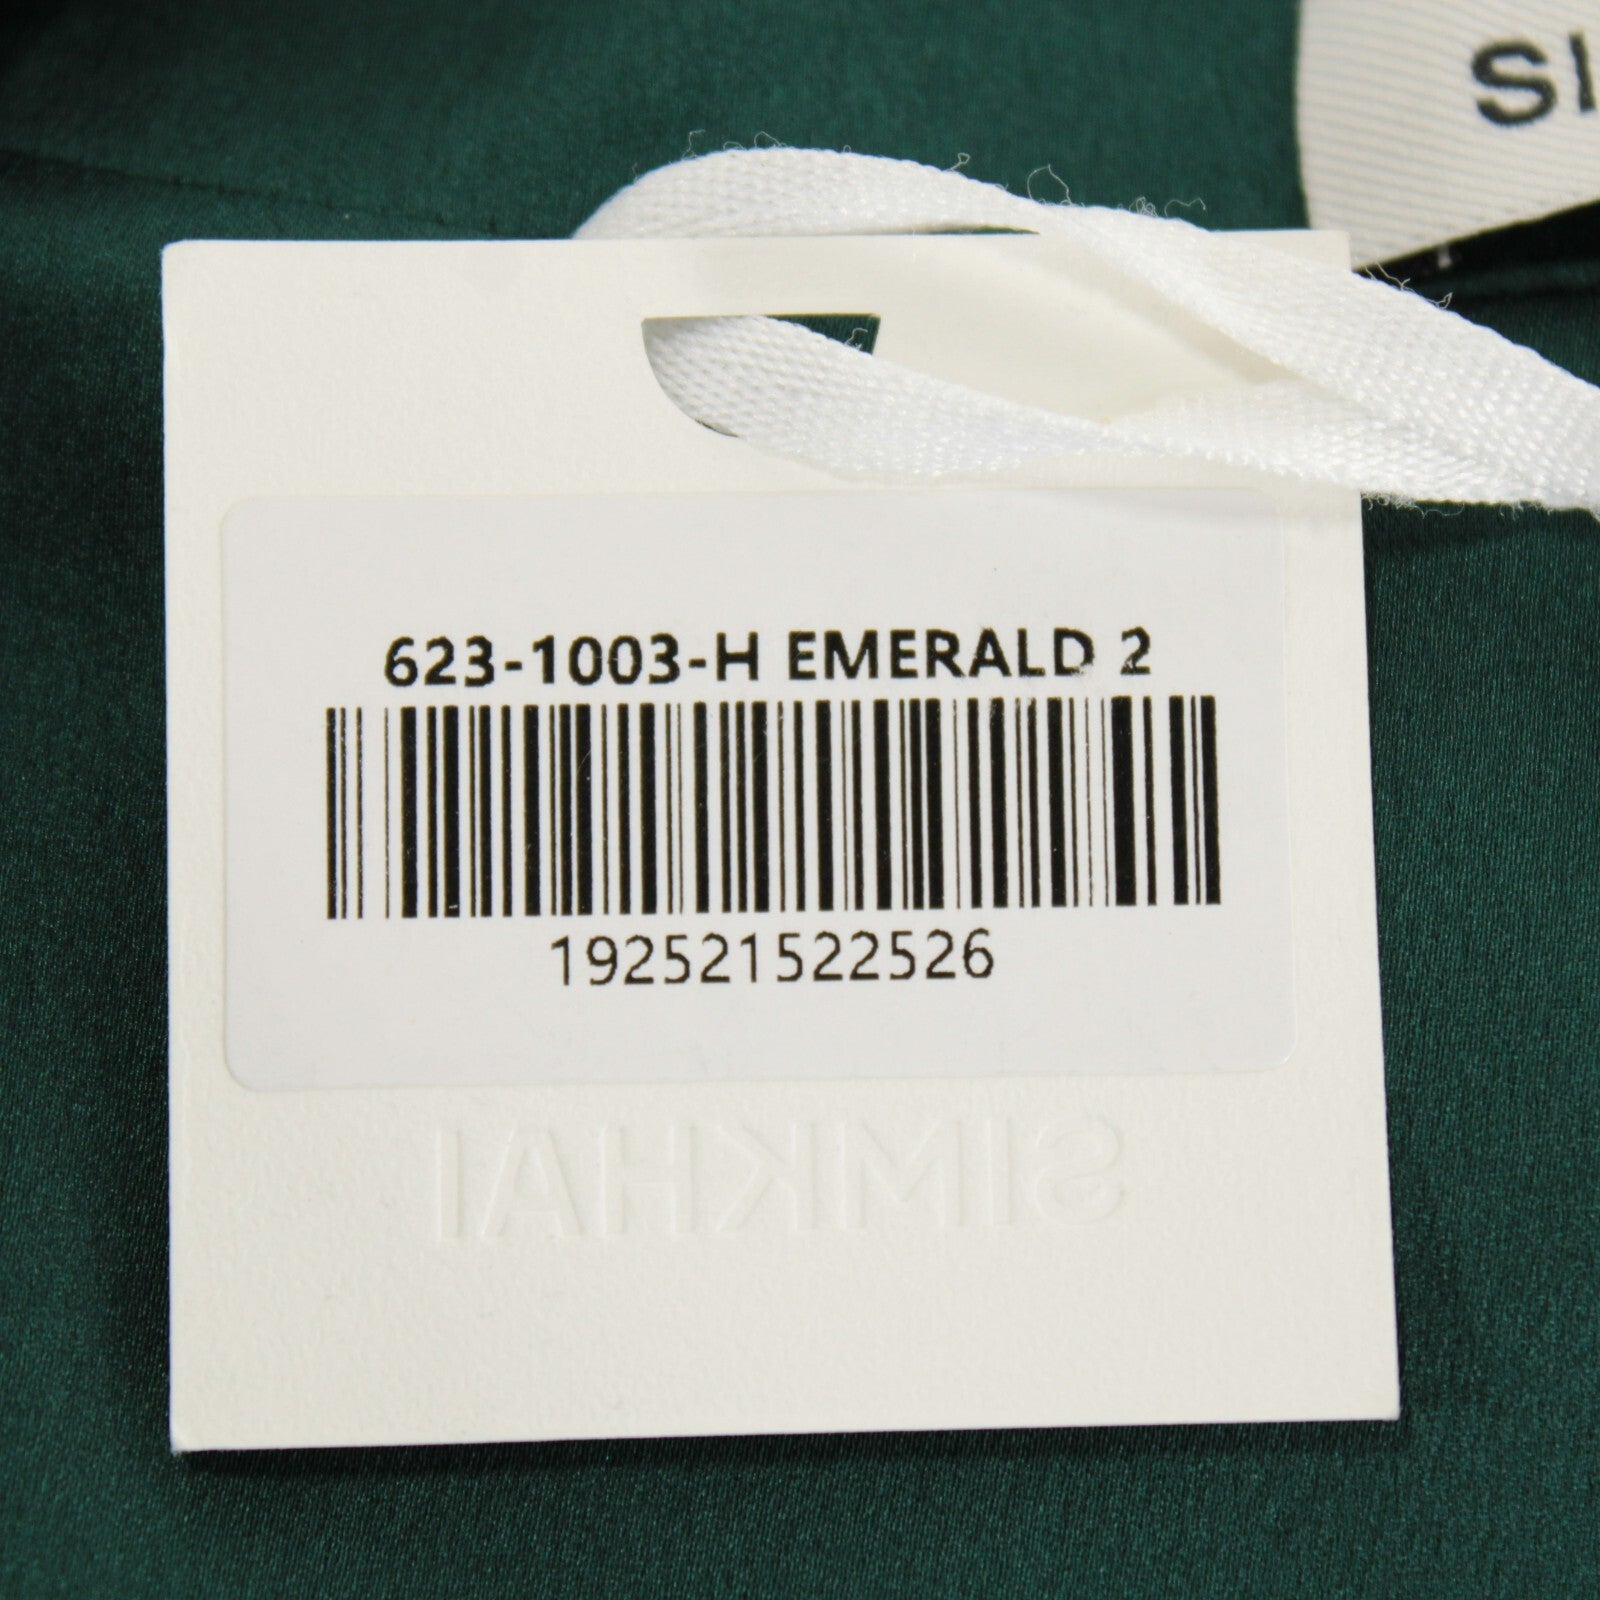 SI
623-1003-H EMERALD 2
192521522526
SIMKHAI